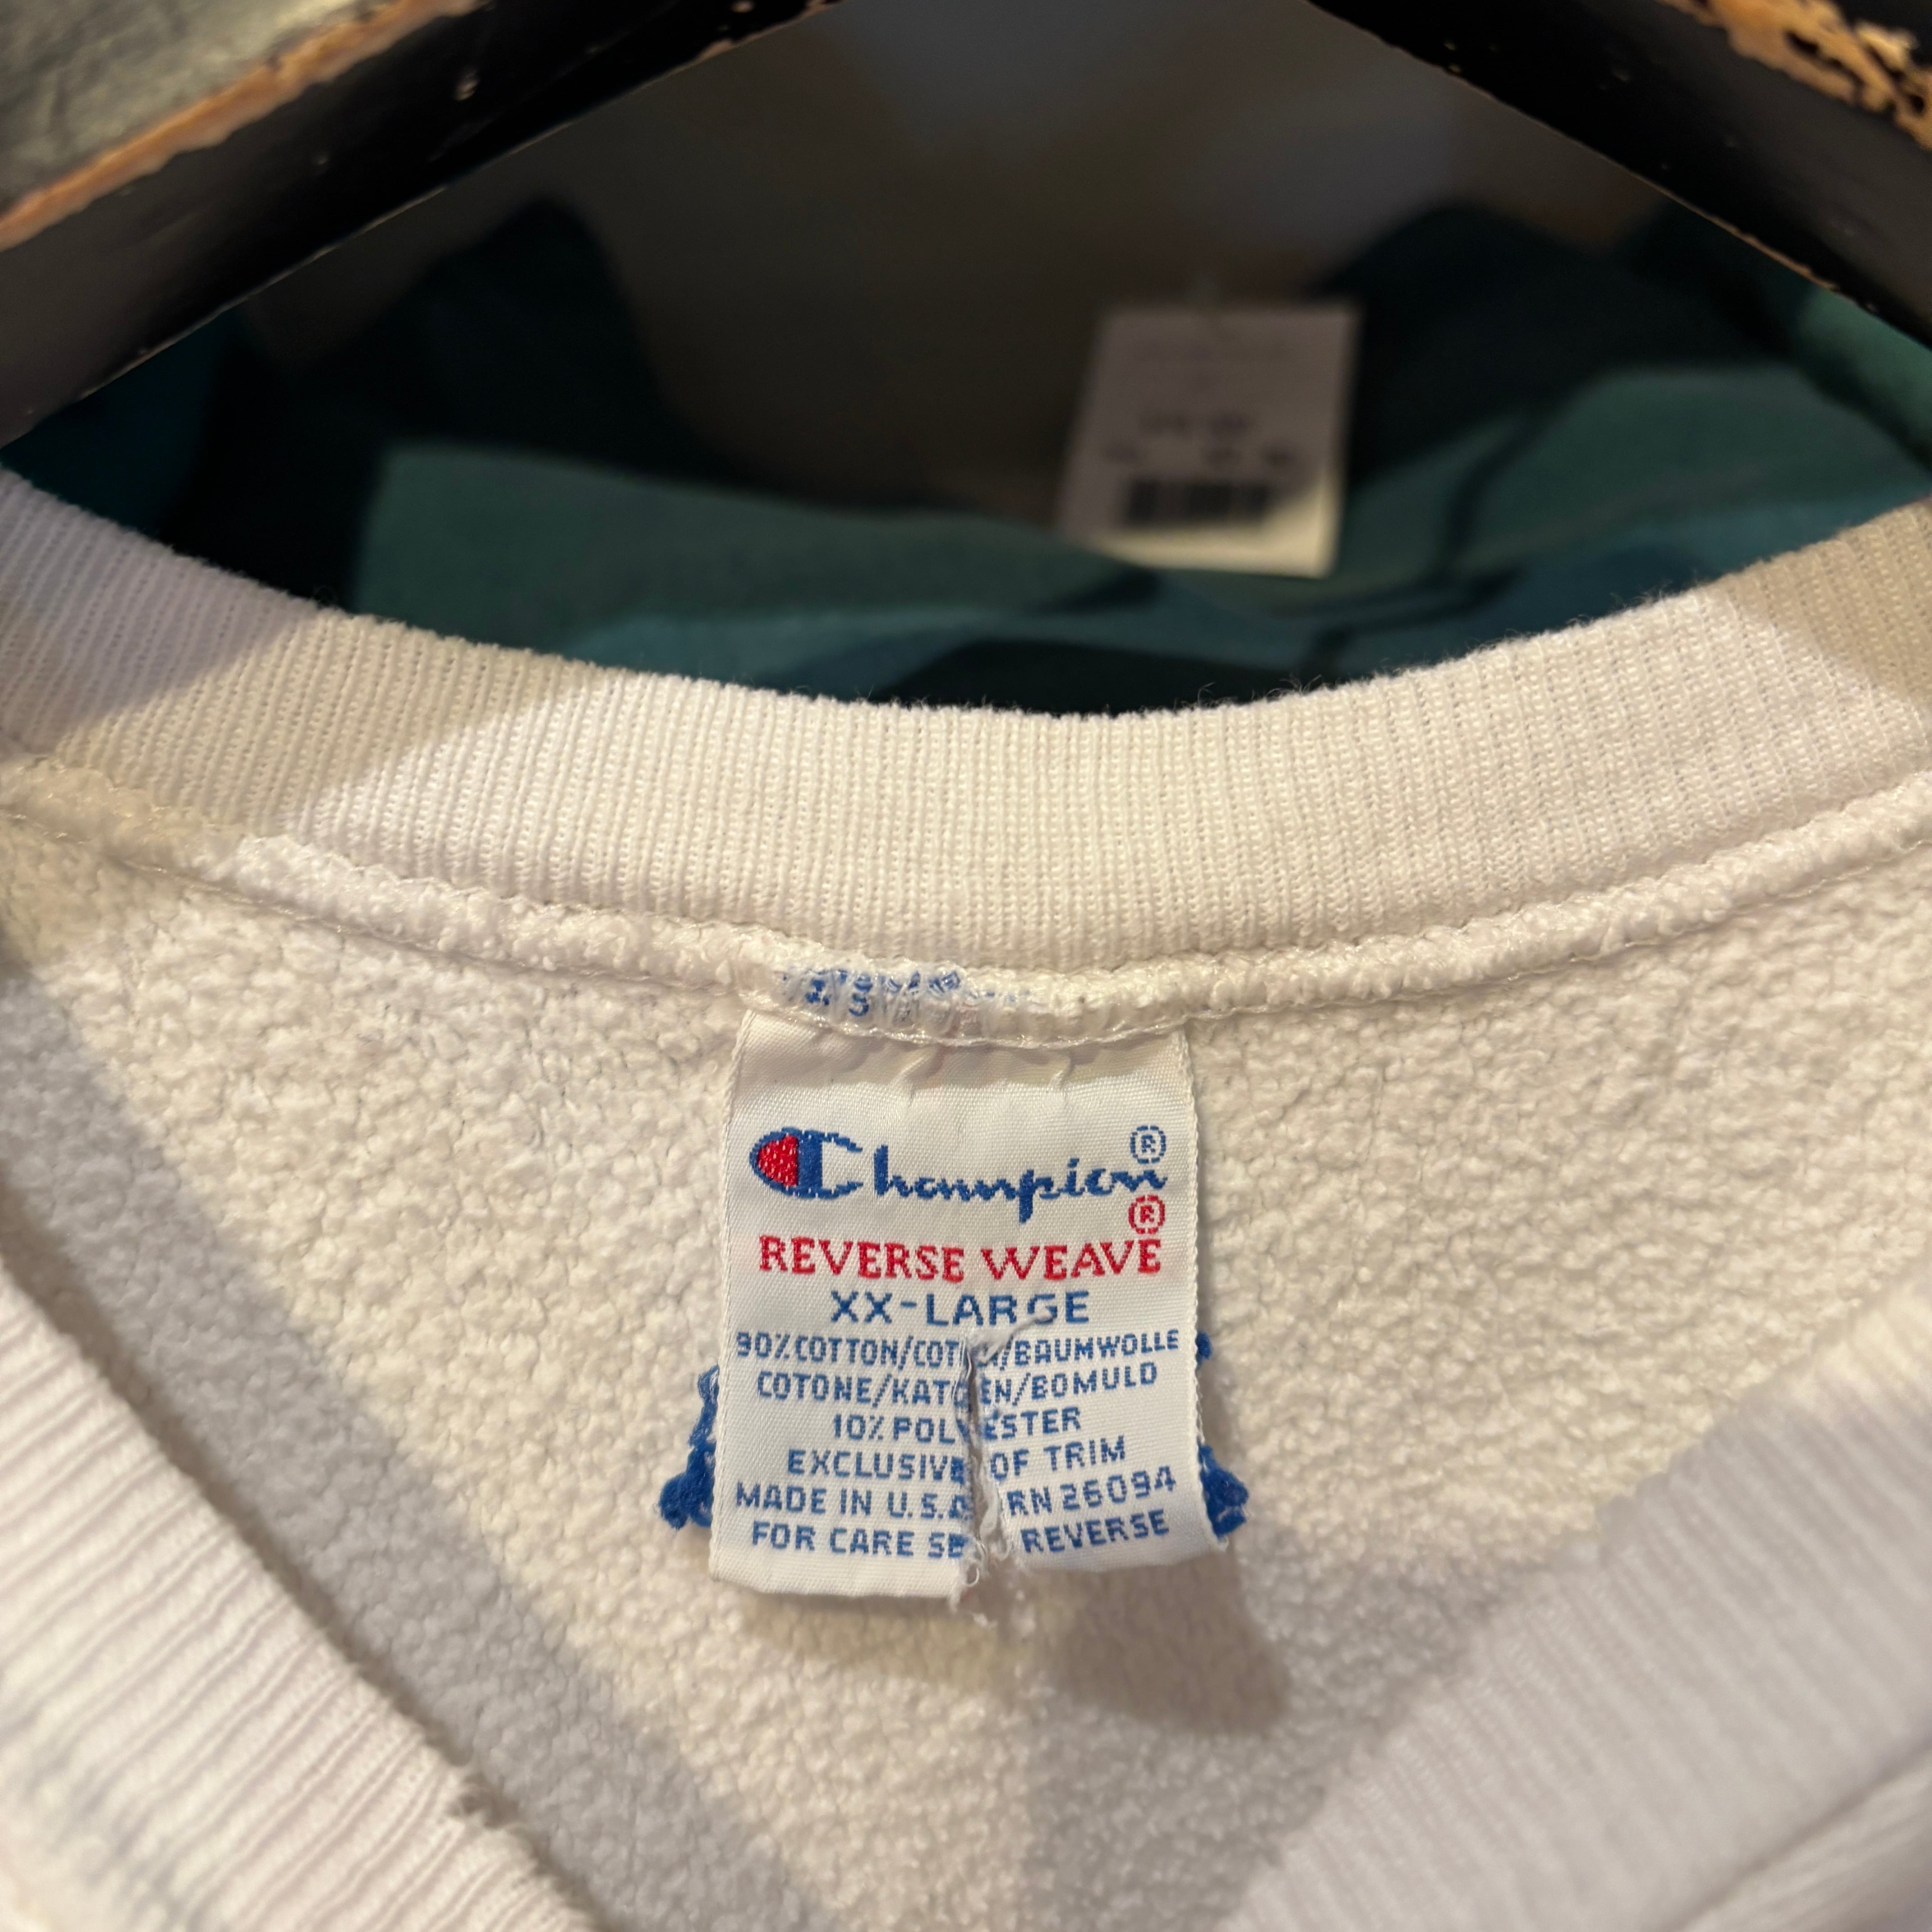 Champion®
REVERSE WEAVE®
XX-LARGE
90% COTTON/COT N/BAUMWOLLE
COTONE/KATOEN/BOMULD
10% POLYESTER
EXCLUSIVE OF TRIM
MADE IN U.S.A. RN 26094
FOR CARE SEE REVERSE